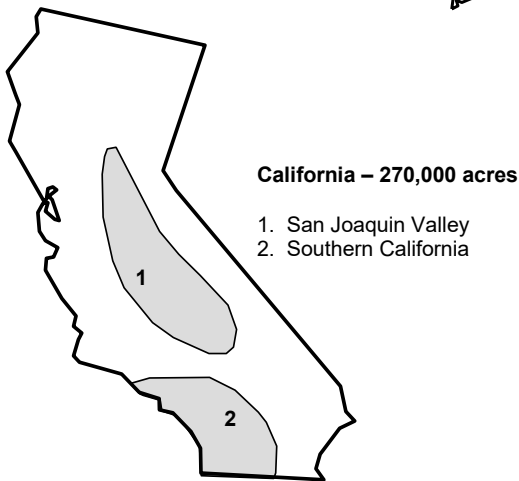 California – 270,000 acres
1. San Joaquin Valley
2. Southern California
1
2